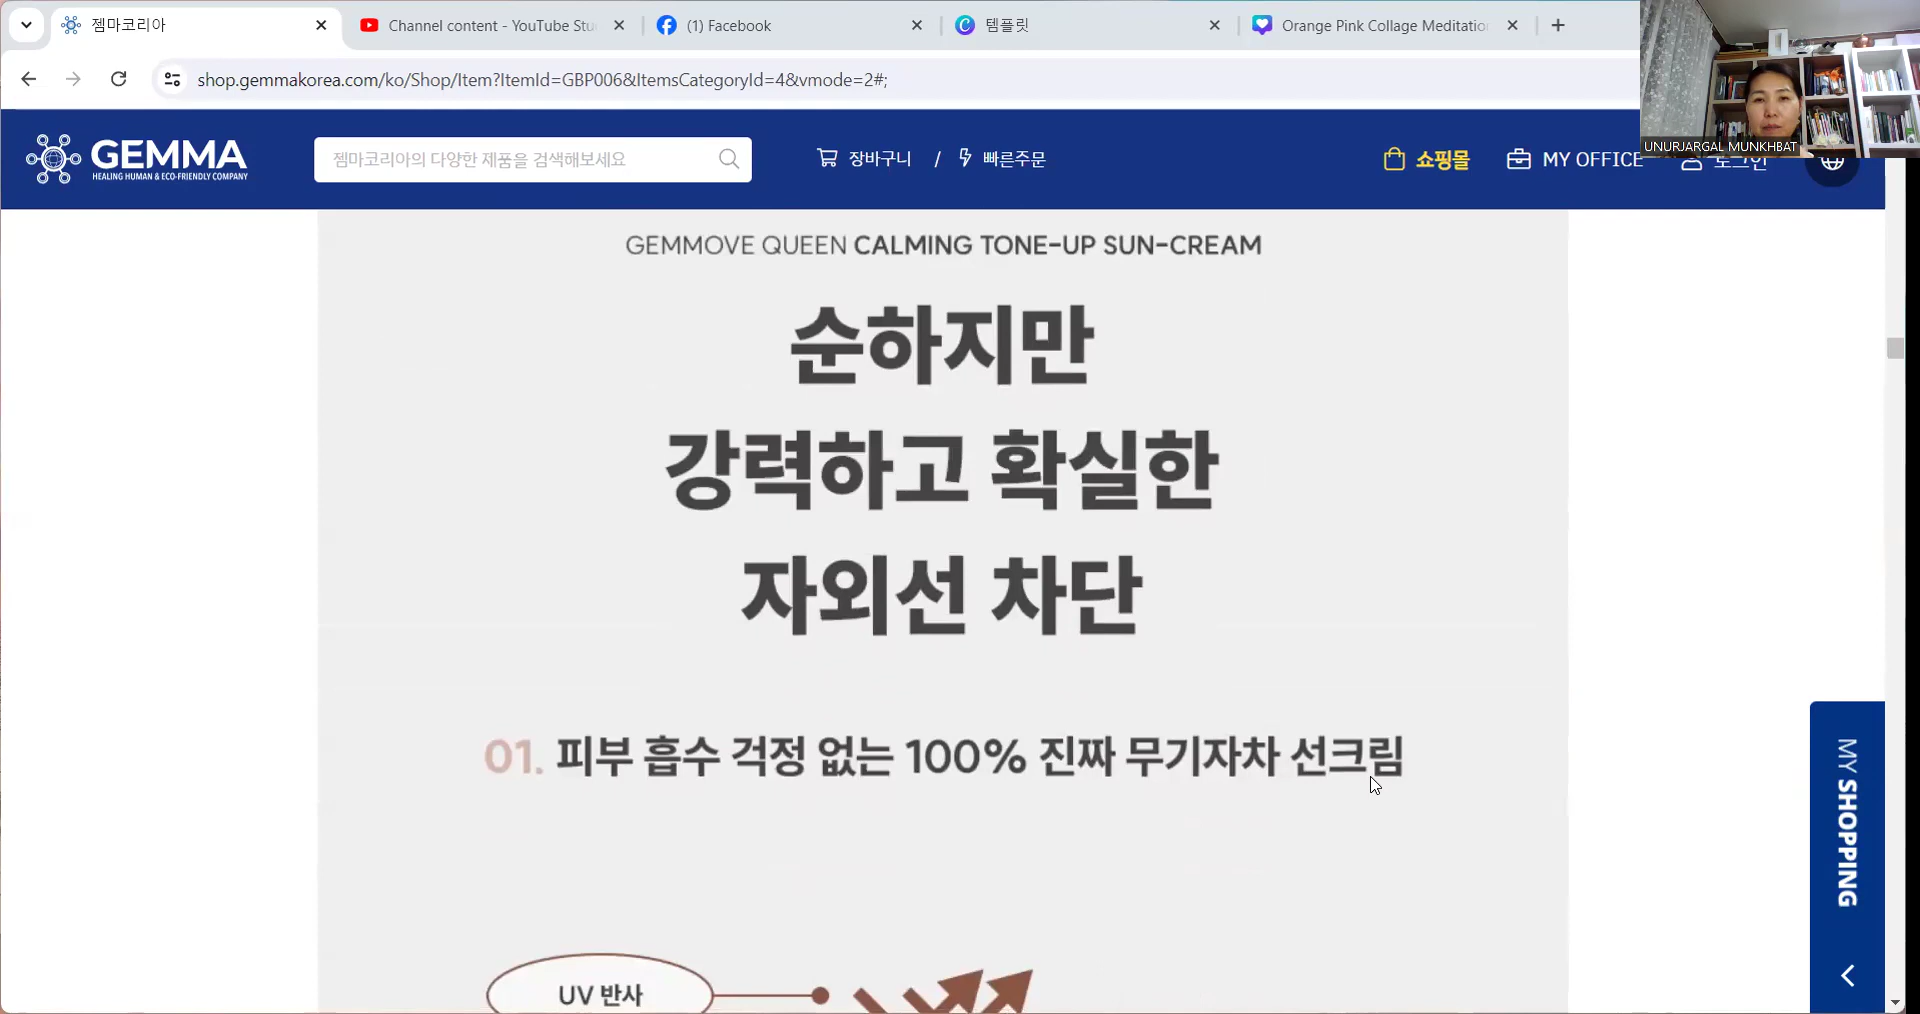 젬마코리아
Channel content - YouTube Stu
(1) Facebook
템플릿
Orange Pink Collage Meditation
shop.gemmakorea.com/ko/Shop/Item?ItemId=GBP006&ItemsCategoryId=4&vmode=2#;
UNURJARGAL MUNKHBAT
GEMMA
HEALING HUMAN & ECO-FRIENDLY COMPANY
젬마코리아의 다양한 제품을 검색해보세요
장바구니 / 빠른주문
쇼핑몰
MY OFFICE
로그인
GEMMOVE QUEEN CALMING TONE-UP SUN-CREAM
순하지만
강력하고 확실한
자외선 차단
01. 피부 흡수 걱정 없는 100% 진짜 무기자차 선크림
UV 반사
MY SHOPPING